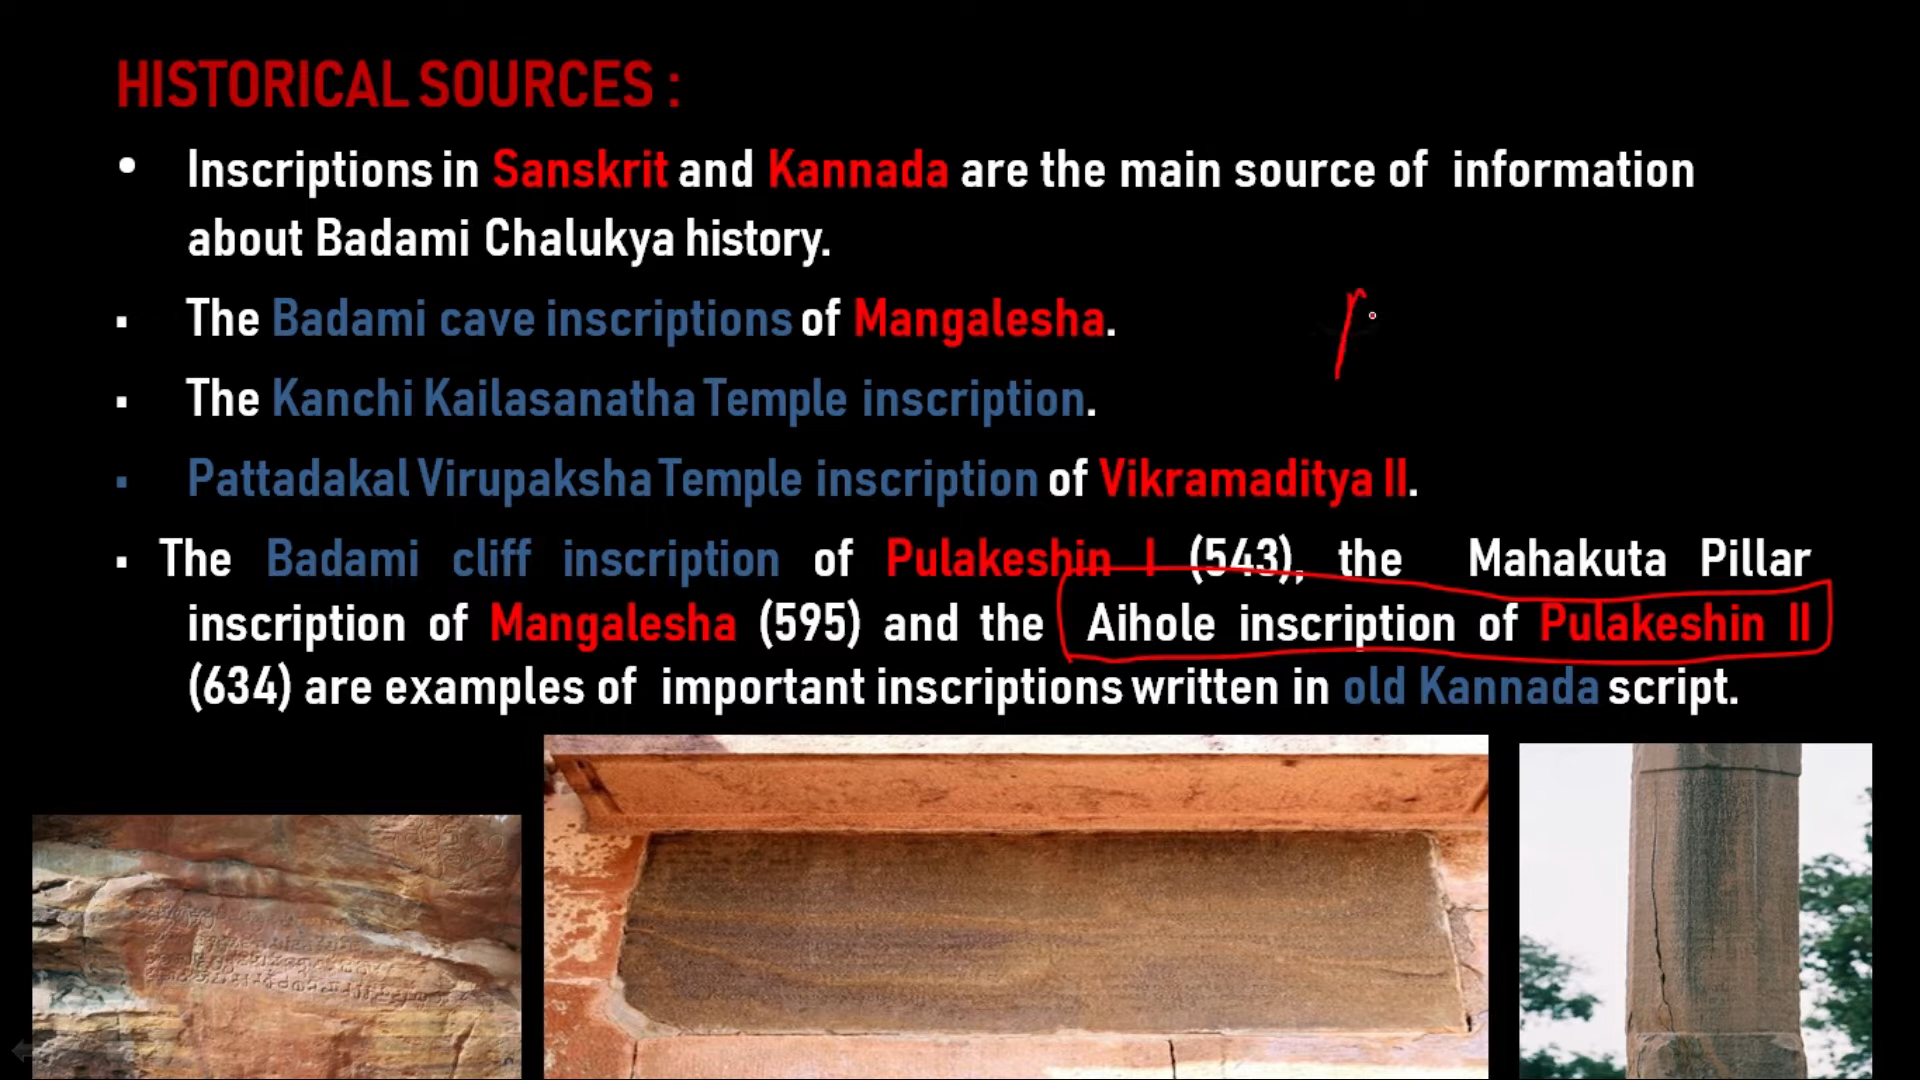 HISTORICAL SOURCES :
• Inscriptions in Sanskrit and Kannada are the main source of information
about Badami Chalukya history.
▪ The Badami cave inscriptions of Mangalesha.
▪ The Kanchi Kailasanatha Temple inscription.
▪ Pattadakal Virupaksha Temple inscription of Vikramaditya II.
▪ The Badami cliff inscription of Pulakeshin I (543), the Mahakuta Pillar
inscription of Mangalesha (595) and the Aihole inscription of Pulakeshin II
(634) are examples of important inscriptions written in old Kannada script.